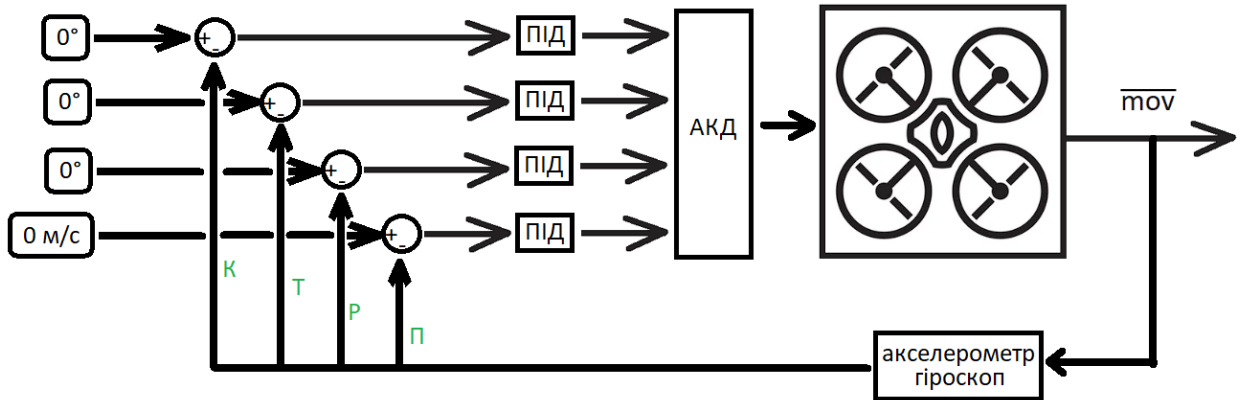 0°
+
-
ПІД
0°
+
-
ПІД
0°
+
-
ПІД
0 м/с
+
-
ПІД
АКД
mov
К
Т
Р
П
акселерометр
гіроскоп